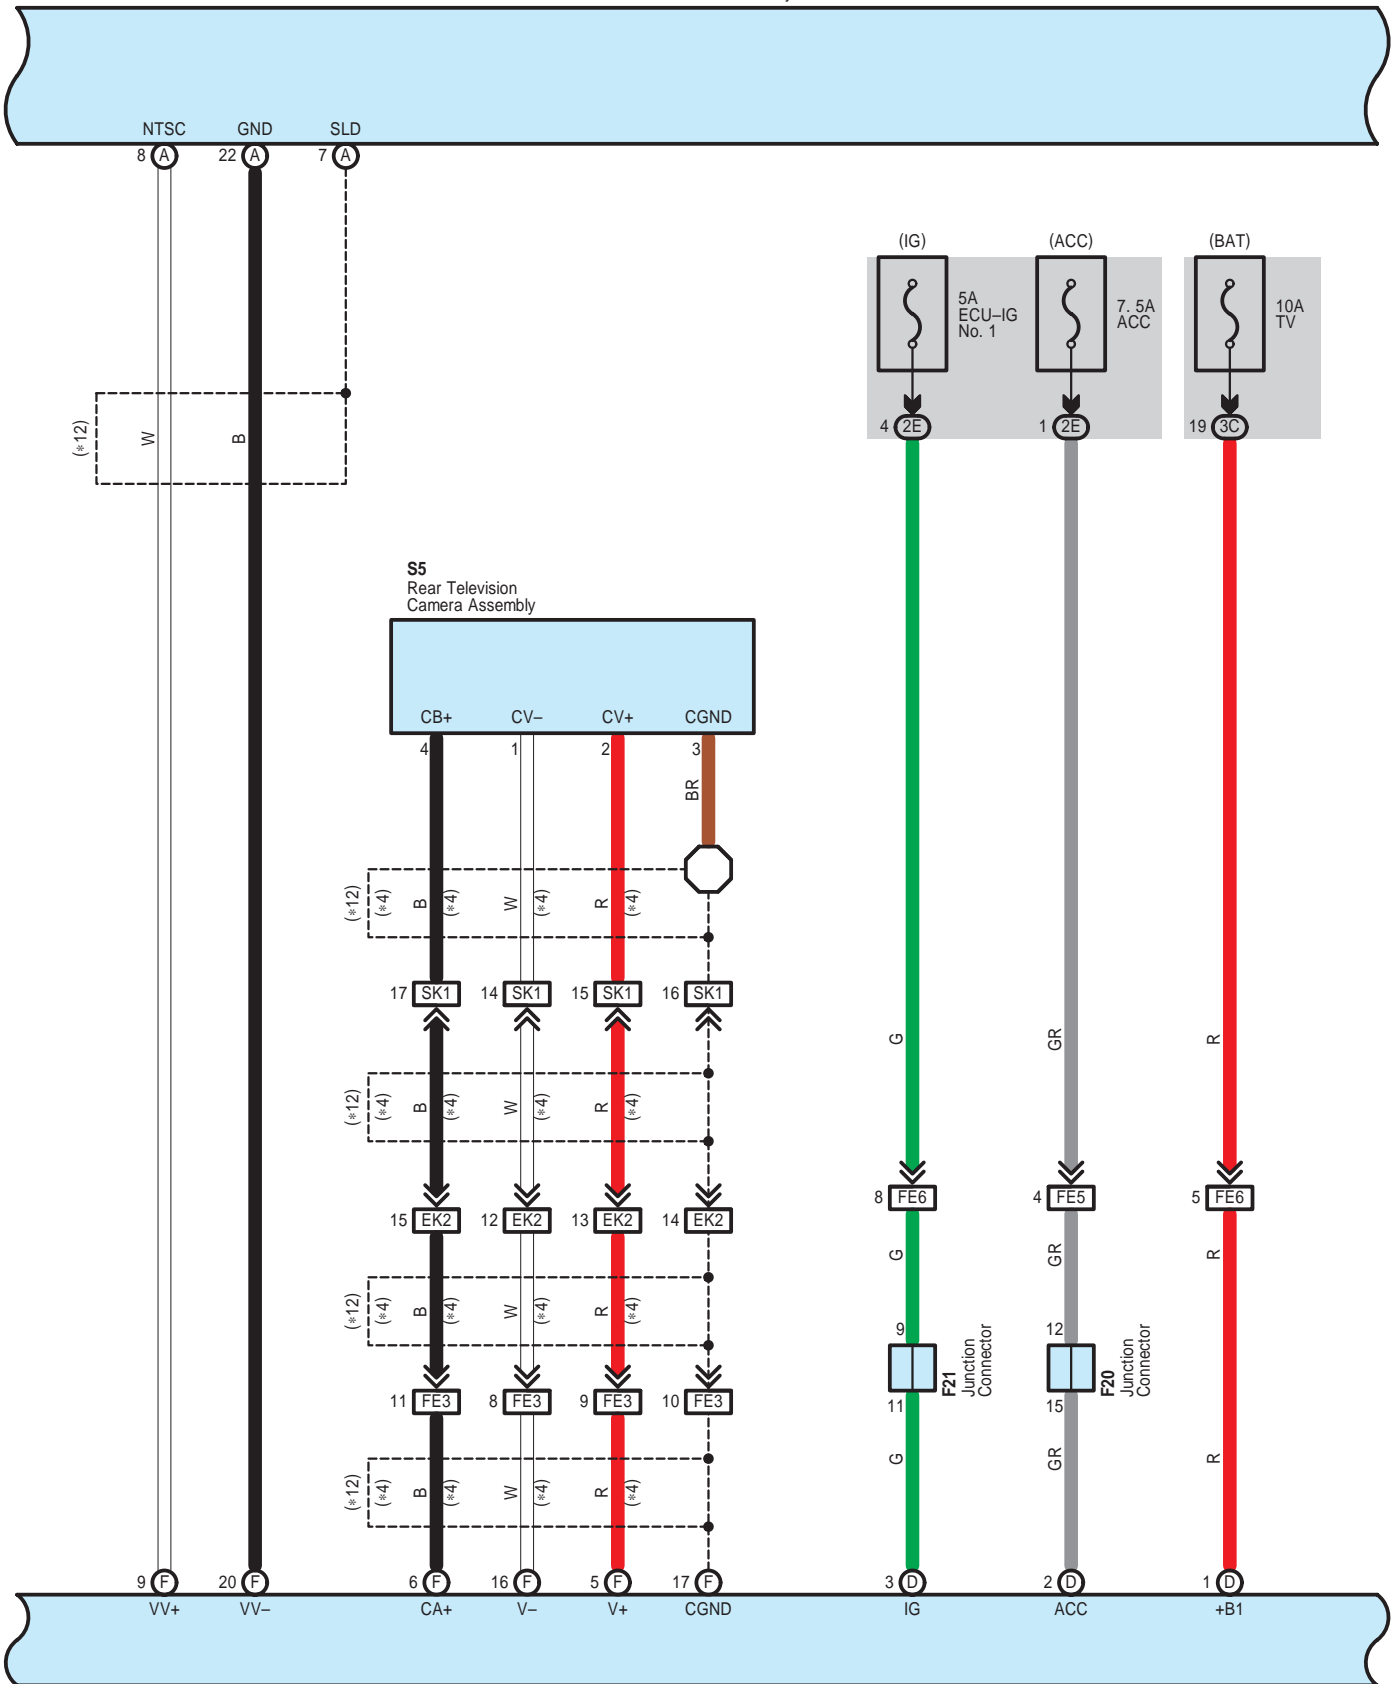 NTSC GND SLD
8 A 22 A 7 A
(IG) (ACC) (BAT)
5A
ECU–IG
No. 1
7. 5A
ACC
10A
TV
4 2E 1 2E 19 3C
(*12) W B
S5
Rear Television
Camera Assembly
CB+ CV– CV+ CGND
4 1 2 3
BR
(*12) (*4) B (*4) W (*4) R (*4)
17 SK1 14 SK1 15 SK1 16 SK1
G GR R
(*12) (*4) B (*4) W (*4) R (*4)
8 FE6 4 FE5 5 FE6
15 EK2 12 EK2 13 EK2 14 EK2
G GR R
(*12) (*4) B (*4) W (*4) R (*4)
9 12
F21
Junction
Connector
F20
Junction
Connector
11 15
11 FE3 8 FE3 9 FE3 10 FE3
G GR R
(*12) (*4) B (*4) W (*4) R (*4)
9 F 20 F 6 F 16 F 5 F 17 F 3 D 2 D 1 D
VV+ VV– CA+ V– V+ CGND IG ACC +B1